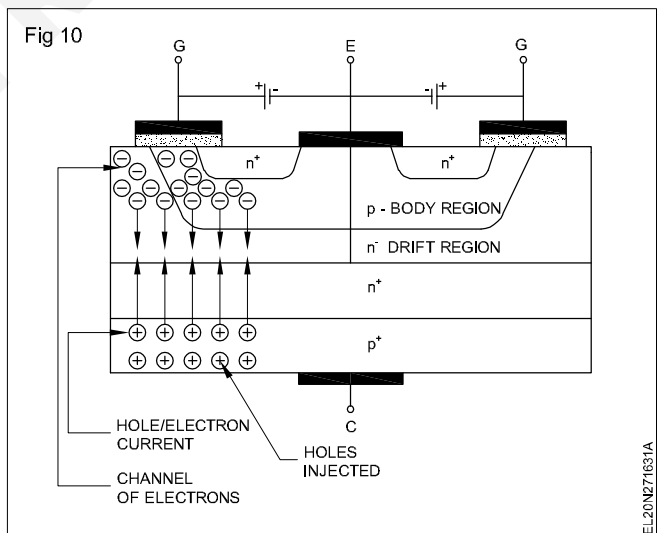 Fig 10
G E G
+ - - +
n+ n+
p - BODY REGION
n- DRIFT REGION
n+
p+
C
HOLE/ELECTRON
CURRENT
HOLES
INJECTED
CHANNEL
OF ELECTRONS
EL20N271631A